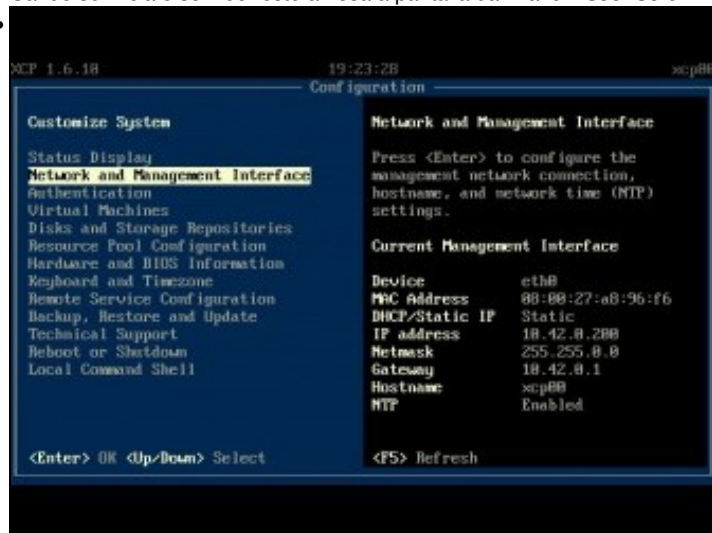 XCP 1.6.10 19:23:28 xcp00
Configuration
Customize System
Status Display
Network and Management Interface
Authentication
Virtual Machines
Disks and Storage Repositories
Resource Pool Configuration
Hardware and BIOS Information
Keyboard and Timezone
Remote Service Configuration
Backup, Restore and Update
Technical Support
Reboot or Shutdown
Local Command Shell
<Enter> OK <Up/Down> Select
Network and Management Interface
Press <Enter> to configure the
management network connection,
hostname, and network time (NTP)
settings.
Current Management Interface
Device eth0
MAC Address 08:00:27:a8:96:f6
DHCP/Static IP Static
IP address 10.42.0.200
Netmask 255.255.0.0
Gateway 10.42.0.1
Hostname xcp00
NTP Enabled
<F5> Refresh